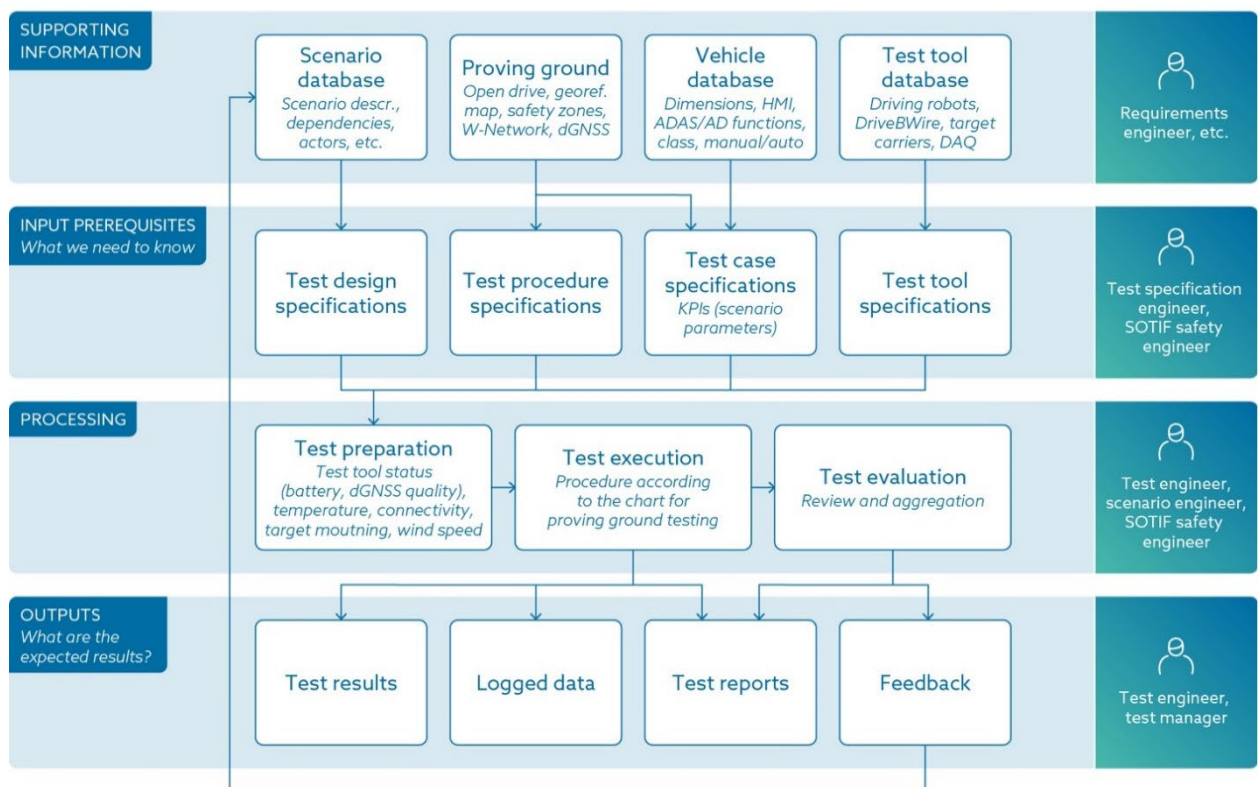 SUPPORTING
INFORMATION
Scenario
database
Scenario descr.,
dependencies,
actors, etc.
Proving ground
Open drive, georef.
map, safety zones,
W-Network, dGNSS
Vehicle
database
Dimensions, HMI,
ADAS/AD functions,
class, manual/auto
Test tool
database
Driving robots,
DriveBWire, target
carriers, DAQ
Requirements
engineer, etc.
INPUT PREREQUISITES
What we need to know
Test design
specifications
Test procedure
specifications
Test case
specifications
KPIs (scenario
parameters)
Test tool
specifications
Test specification
engineer,
SOTIF safety
engineer
PROCESSING
Test preparation
Test tool status
(battery, dGNSS quality),
temperature, connectivity,
target moutning, wind speed
Test execution
Procedure according
to the chart for
proving ground testing
Test evaluation
Review and aggregation
Test engineer,
scenario engineer,
SOTIF safety
engineer
OUTPUTS
What are the
expected results?
Test results
Logged data
Test reports
Feedback
Test engineer,
test manager